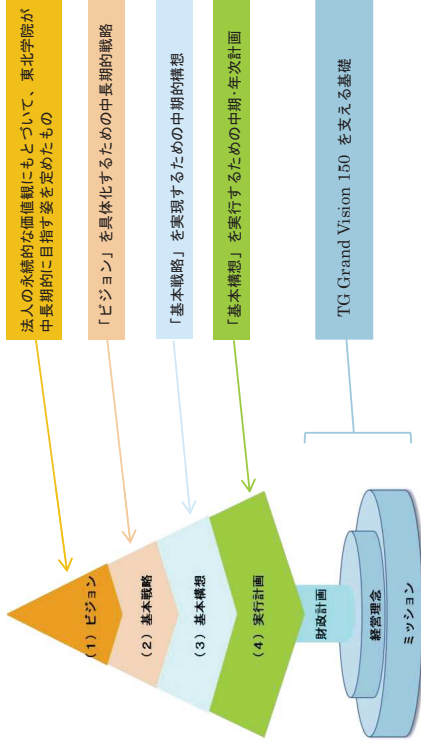 法人の永続的な価値観にもとづいて、東北学院が
中長期的に目指す姿を定めたもの
「ビジョン」を具体化するための中長期的戦略
「基本戦略」を実現するための中期的構想
「基本構想」を実行するための中期・年次計画
TG Grand Vision 150 を支える基礎
(1) ビジョン
(2) 基本戦略
(3) 基本構想
(4) 実行計画
財政計画
経営理念
ミッション